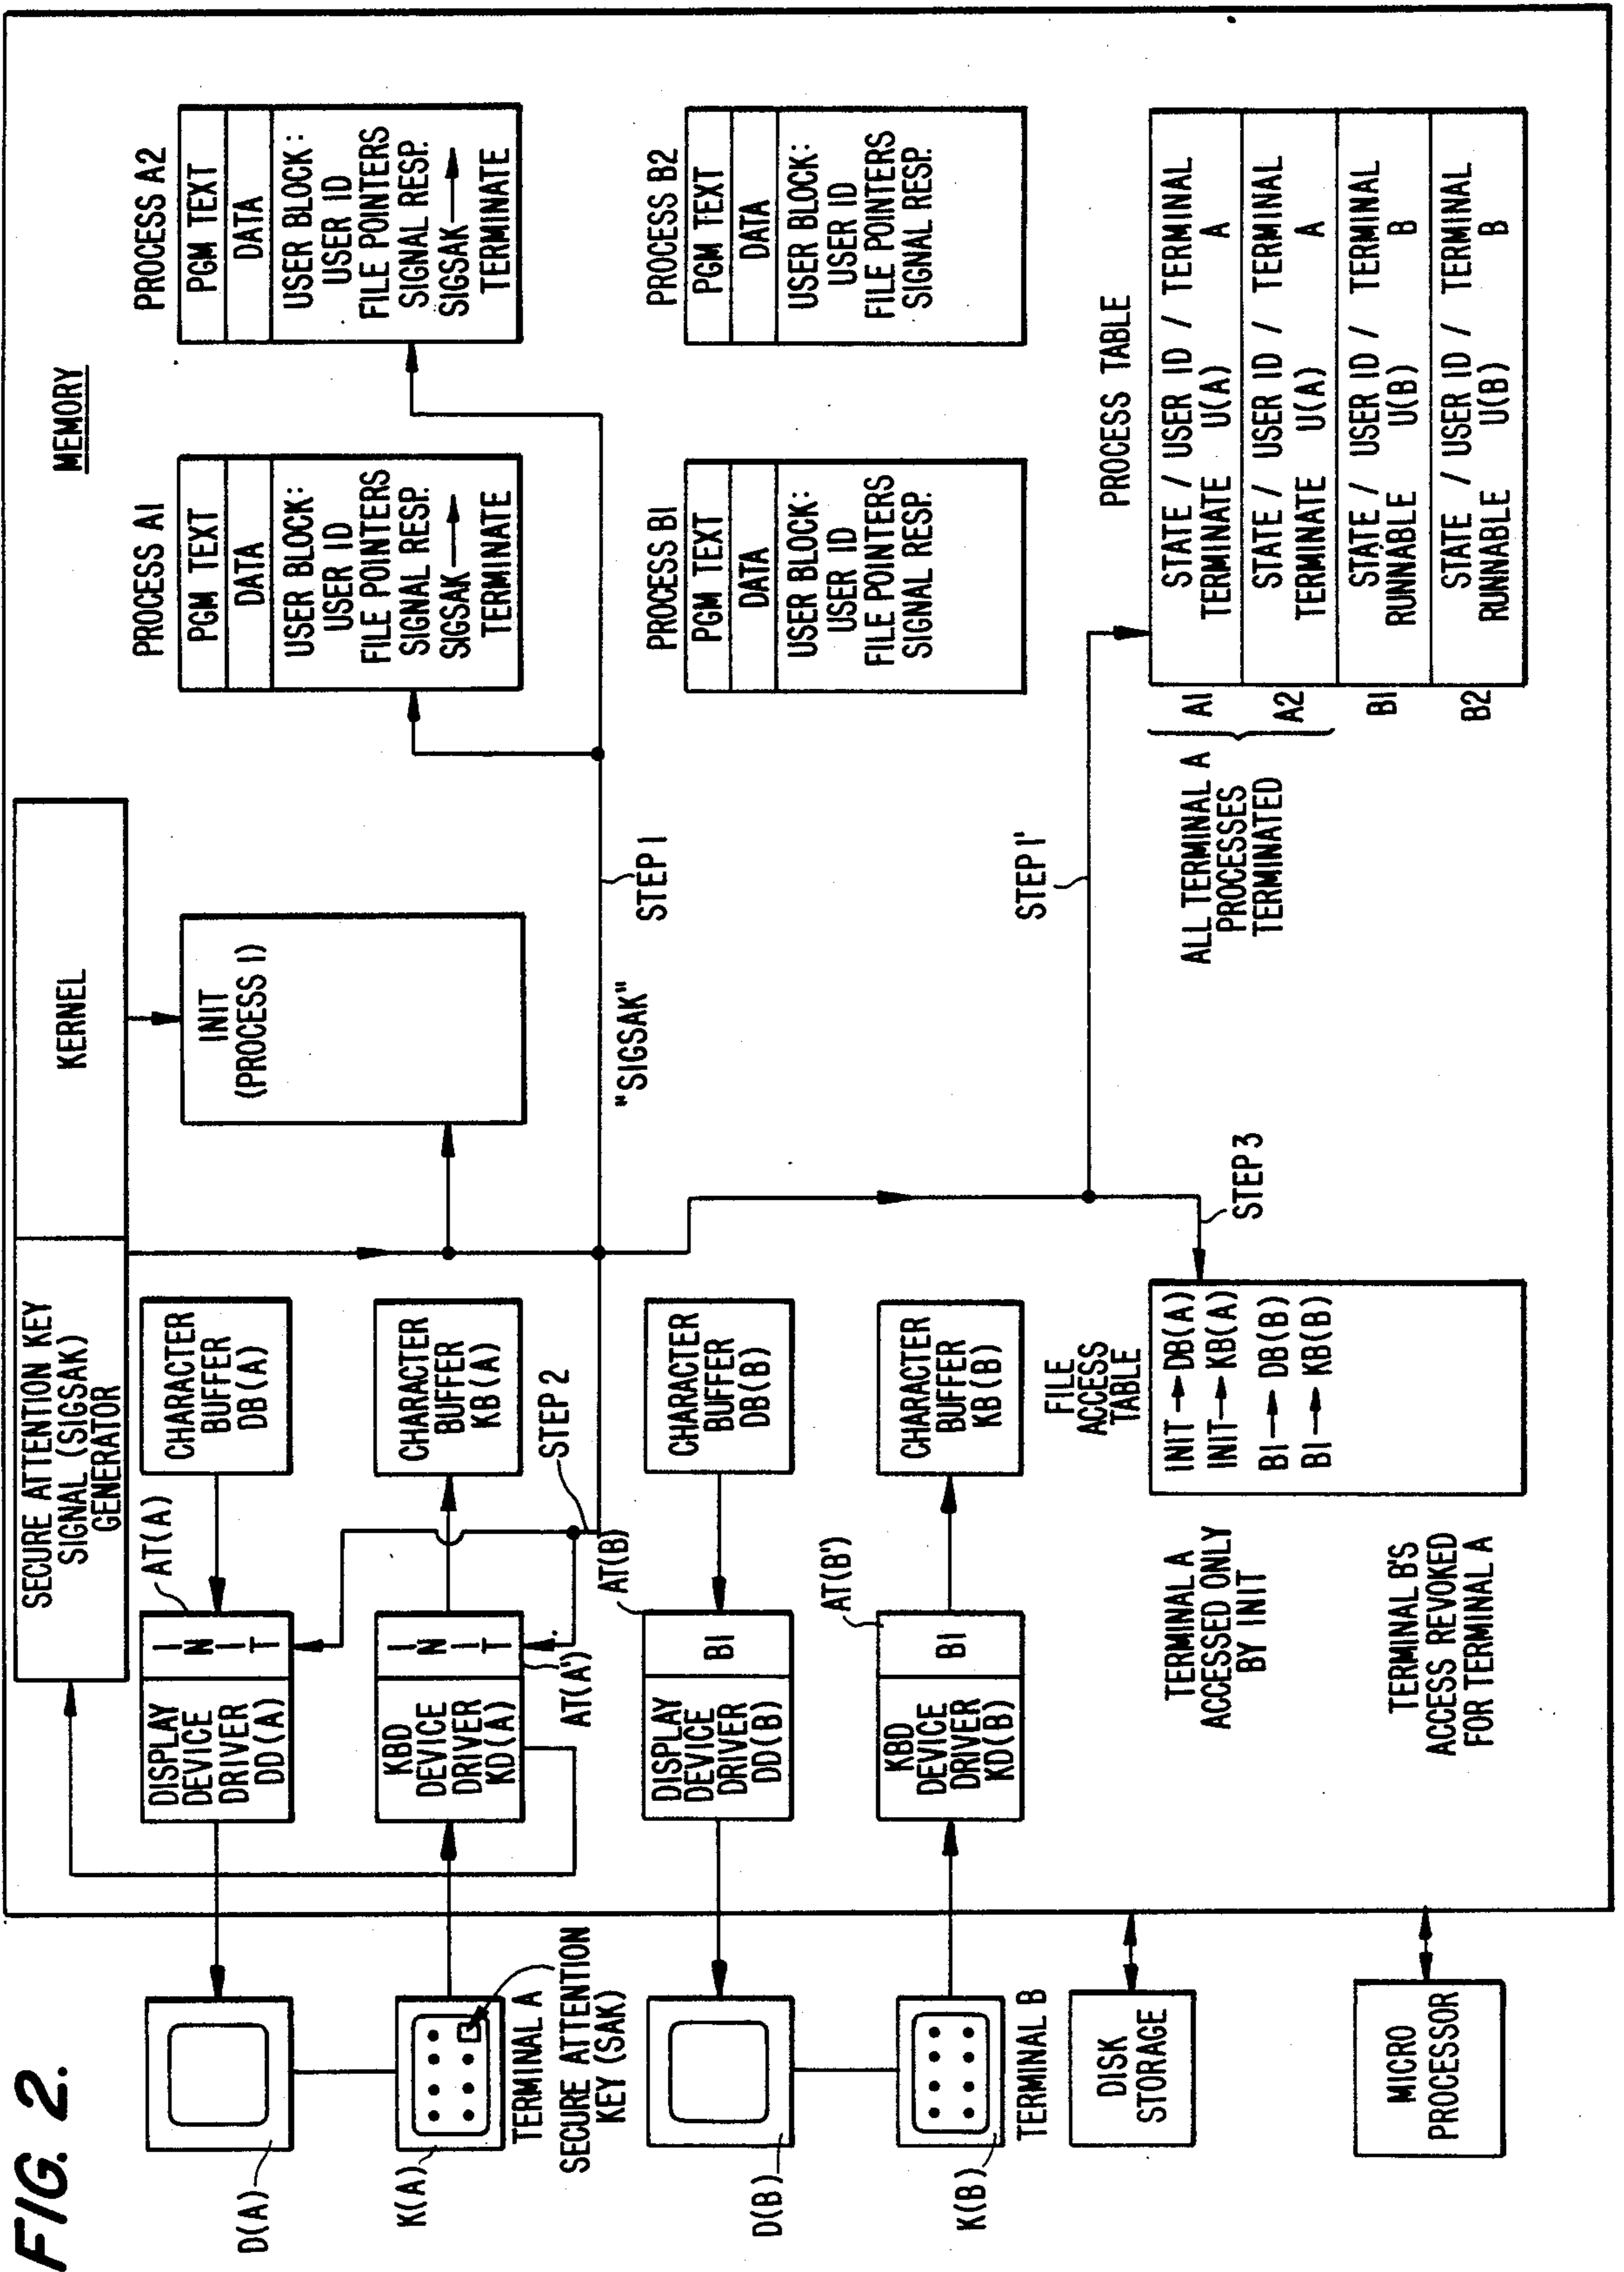 FIG. 2.
MEMORY
SECURE ATTENTION KEY
SIGNAL (SIGSAK)
GENERATOR
KERNEL
D(A)
K(A)
TERMINAL A
SECURE ATTENTION
KEY (SAK)
D(B)
K(B)
TERMINAL B
DISK
STORAGE
MICRO
PROCESSOR
DISPLAY
DEVICE
DRIVER
DD(A)
INIT
AT(A)
CHARACTER
BUFFER
DB(A)
KBD
DEVICE
DRIVER
KD(A)
INIT
AT(A')
CHARACTER
BUFFER
KB(A)
STEP 2
DISPLAY
DEVICE
DRIVER
DD(B)
B1
AT(B)
CHARACTER
BUFFER
DB(B)
KBD
DEVICE
DRIVER
KD(B)
B1
AT(B')
CHARACTER
BUFFER
KB(B)
INIT
(PROCESS 1)
"SIGSAK"
STEP 1
PROCESS A1
PGM TEXT
DATA
USER BLOCK:
USER ID
FILE POINTERS
SIGNAL RESP.
SIGSAK→
TERMINATE
PROCESS A2
PGM TEXT
DATA
USER BLOCK:
USER ID
FILE POINTERS
SIGNAL RESP.
SIGSAK→
TERMINATE
PROCESS B1
PGM TEXT
DATA
USER BLOCK:
USER ID
FILE POINTERS
SIGNAL RESP.
PROCESS B2
PGM TEXT
DATA
USER BLOCK:
USER ID
FILE POINTERS
SIGNAL RESP.
TERMINAL A
ACCESSED ONLY
BY INIT
TERMINAL B'S
ACCESS REVOKED
FOR TERMINAL A
FILE
ACCESS
TABLE
INIT→DB(A)
INIT→KB(A)
B1→DB(B)
B1→KB(B)
STEP 3
STEP 1'
ALL TERMINAL A
PROCESSES
TERMINATED
PROCESS TABLE
A1 STATE / USER ID / TERMINAL
TERMINATE U(A) A
A2 STATE / USER ID / TERMINAL
TERMINATE U(A) A
B1 STATE / USER ID / TERMINAL
RUNNABLE U(B) B
B2 STATE / USER ID / TERMINAL
RUNNABLE U(B) B